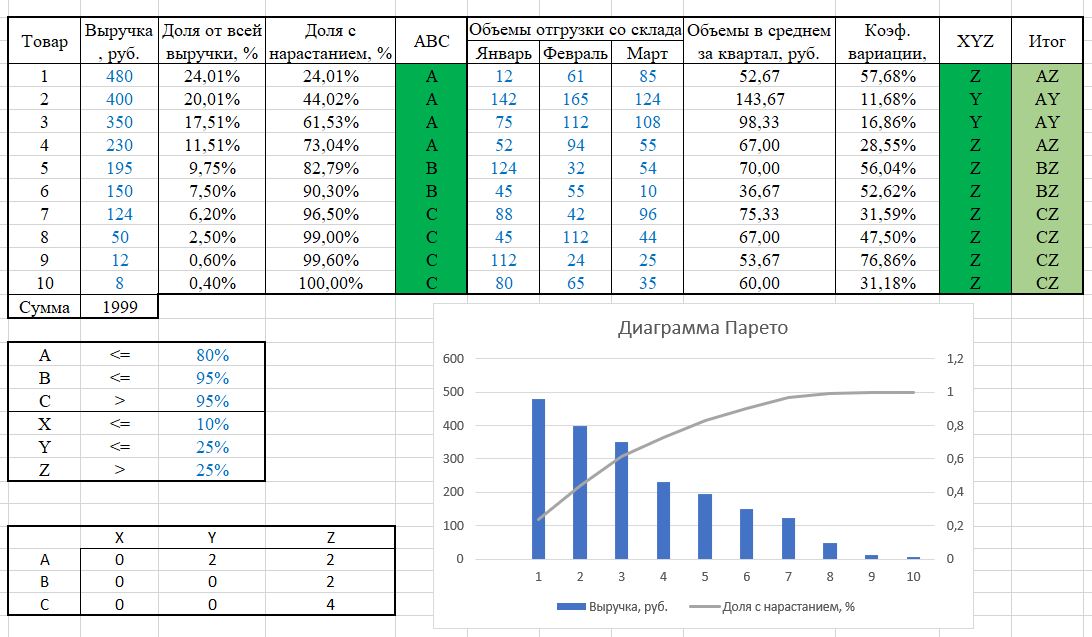 Товар Выручка, руб. Доля от всей выручки, % Доля с нарастанием, % ABC Объемы отгрузки со склада Объемы в среднем за квартал, руб. Коэф. вариации, XYZ Итог
Январь Февраль Март
1 480 24,01% 24,01% A 12 61 85 52,67 57,68% Z AZ
2 400 20,01% 44,02% A 142 165 124 143,67 11,68% Y AY
3 350 17,51% 61,53% A 75 112 108 98,33 16,86% Y AY
4 230 11,51% 73,04% A 52 94 55 67,00 28,55% Z AZ
5 195 9,75% 82,79% B 124 32 54 70,00 56,04% Z BZ
6 150 7,50% 90,30% B 45 55 10 36,67 52,62% Z BZ
7 124 6,20% 96,50% C 88 42 96 75,33 31,59% Z CZ
8 50 2,50% 99,00% C 45 112 44 67,00 47,50% Z CZ
9 12 0,60% 99,60% C 112 24 25 53,67 76,86% Z CZ
10 8 0,40% 100,00% C 80 65 35 60,00 31,18% Z CZ
Сумма 1999
A <= 80%
B <= 95%
C > 95%
X <= 10%
Y <= 25%
Z > 25%
X Y Z
A 0 2 2
B 0 0 2
C 0 0 4
Диаграмма Парето
600 1,2
500 1
400 0,8
300 0,6
200 0,4
100 0,2
0 0
1 2 3 4 5 6 7 8 9 10
Выручка, руб. Доля с нарастанием, %